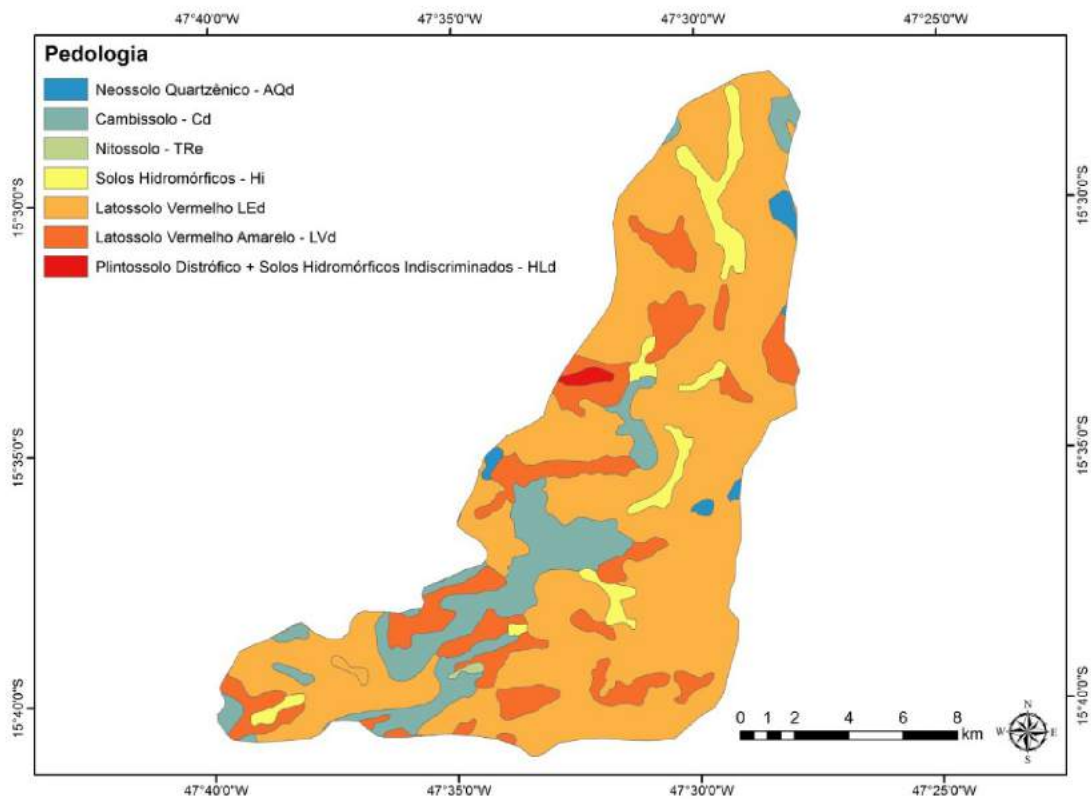 47°40'0"W 47°35'0"W 47°30'0"W 47°25'0"W
Pedologia
Neossolo Quartzênico - AQd
Cambissolo - Cd
Nitossolo - TRe
Solos Hidromórficos - Hi
Latossolo Vermelho LEd
Latossolo Vermelho Amarelo - LVd
Plintossolo Distrófico + Solos Hidromórficos Indiscriminados - HLd
15°30'0"S 15°30'0"S
15°35'0"S 15°35'0"S
15°40'0"S 15°40'0"S
0 1 2 4 6 8
km
N
W E
S
47°40'0"W 47°35'0"W 47°30'0"W 47°25'0"W